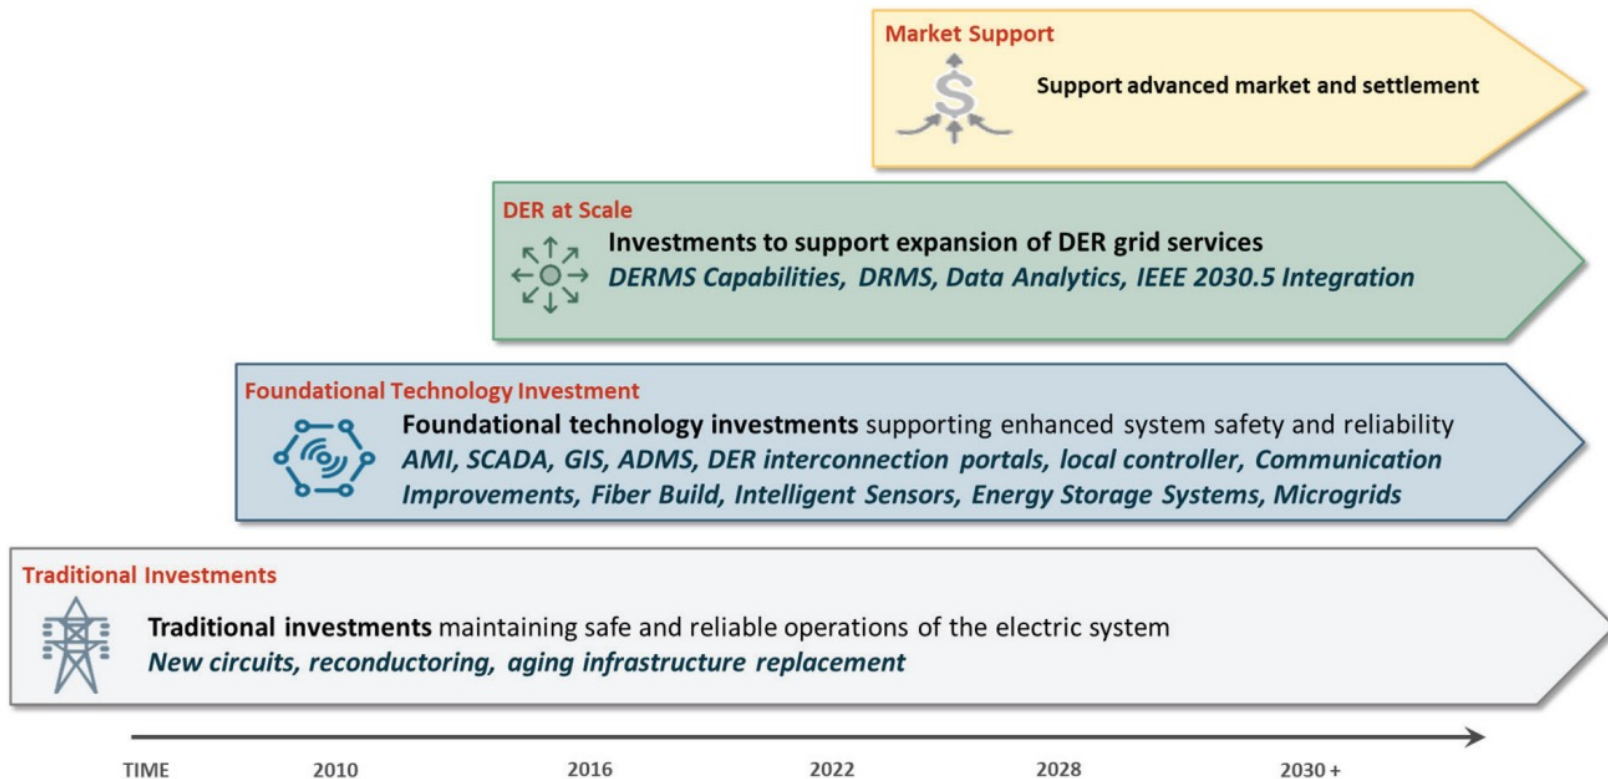 Market Support
Support advanced market and settlement
DER at Scale
Investments to support expansion of DER grid services
DERMS Capabilities, DRMS, Data Analytics, IEEE 2030.5 Integration
Foundational Technology Investment
Foundational technology investments supporting enhanced system safety and reliability
AMI, SCADA, GIS, ADMS, DER interconnection portals, local controller, Communication
Improvements, Fiber Build, Intelligent Sensors, Energy Storage Systems, Microgrids
Traditional Investments
Traditional investments maintaining safe and reliable operations of the electric system
New circuits, reconductoring, aging infrastructure replacement
TIME 2010 2016 2022 2028 2030 +